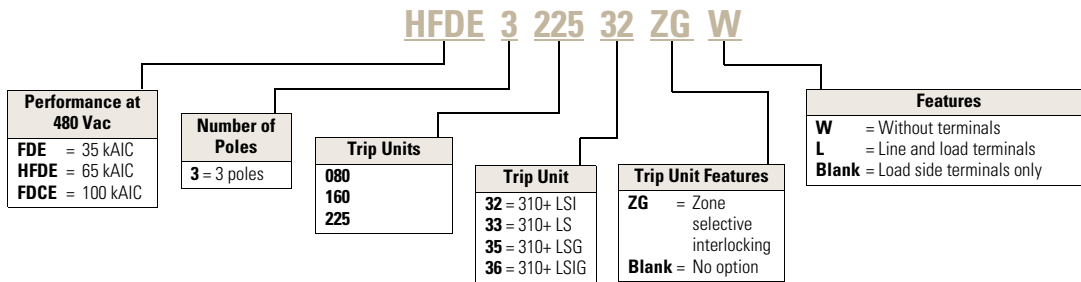 HFDE 3 225 32 ZG W
Performance at
480 Vac
FDE = 35 kAIC
HFDE = 65 kAIC
FDCE = 100 kAIC
Number of
Poles
3 = 3 poles
Trip Units
080
160
225
Trip Unit
32 = 310+ LSI
33 = 310+ LS
35 = 310+ LSG
36 = 310+ LSIG
Trip Unit Features
ZG = Zone
selective
interlocking
Blank = No option
Features
W = Without terminals
L = Line and load terminals
Blank = Load side terminals only